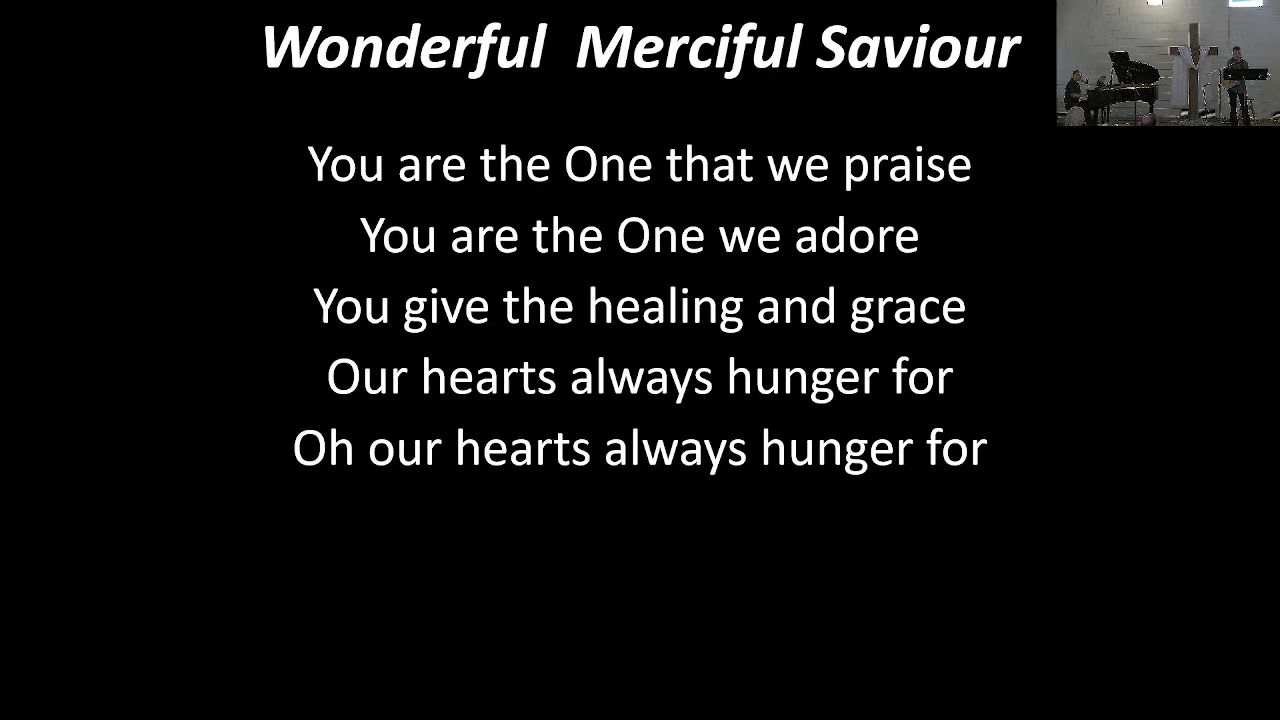 Wonderful  Merciful Saviour
You are the One that we praise
You are the One we adore
You give the healing and grace
Our hearts always hunger for
Oh our hearts always hunger for